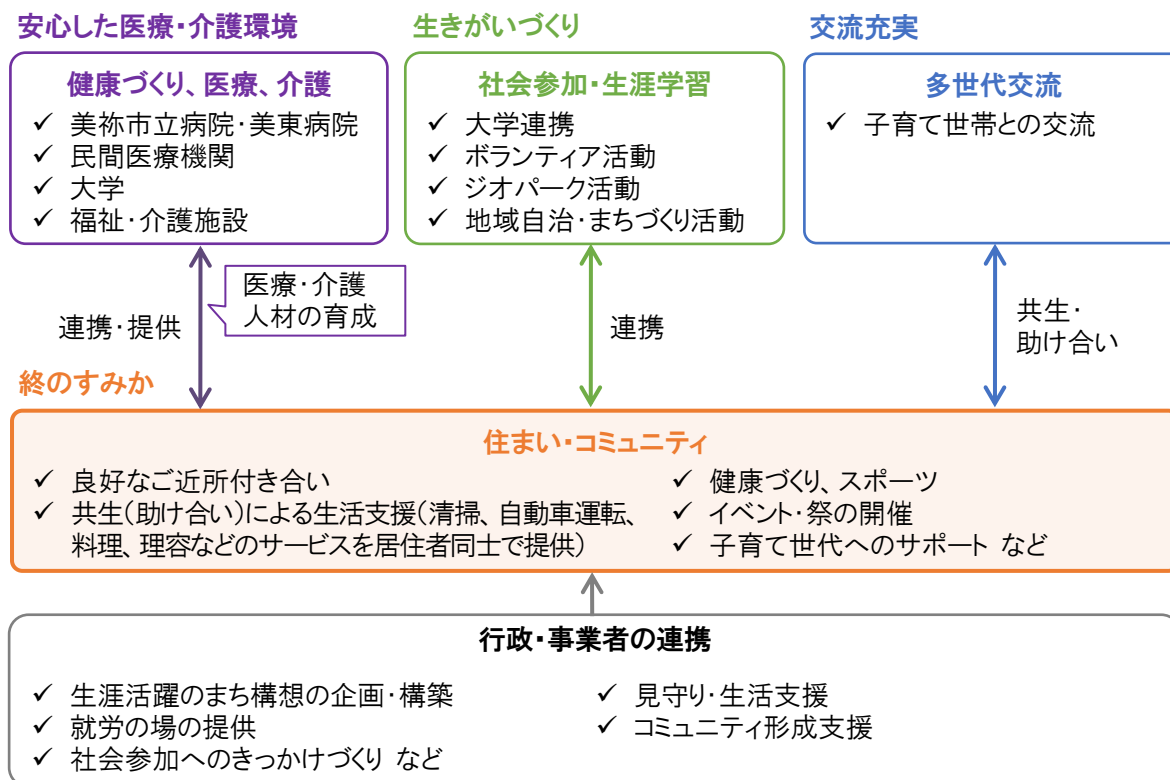 安心した医療・介護環境
健康づくり、医療、介護
✓ 美祢市立病院・美東病院
✓ 民間医療機関
✓ 大学
✓ 福祉・介護施設
生きがいづくり
社会参加・生涯学習
✓ 大学連携
✓ ボランティア活動
✓ ジオパーク活動
✓ 地域自治・まちづくり活動
交流充実
多世代交流
✓ 子育て世帯との交流
連携・提供
医療・介護
人材の育成
連携
共生・
助け合い
終のすみか
住まい・コミュニティ
✓ 良好なご近所付き合い
✓ 共生(助け合い)による生活支援(清掃、自動車運転、
料理、理容などのサービスを居住者同士で提供)
✓ 健康づくり、スポーツ
✓ イベント・祭の開催
✓ 子育て世代へのサポート など
行政・事業者の連携
✓ 生涯活躍のまち構想の企画・構築
✓ 就労の場の提供
✓ 社会参加へのきっかけづくり など
✓ 見守り・生活支援
✓ コミュニティ形成支援